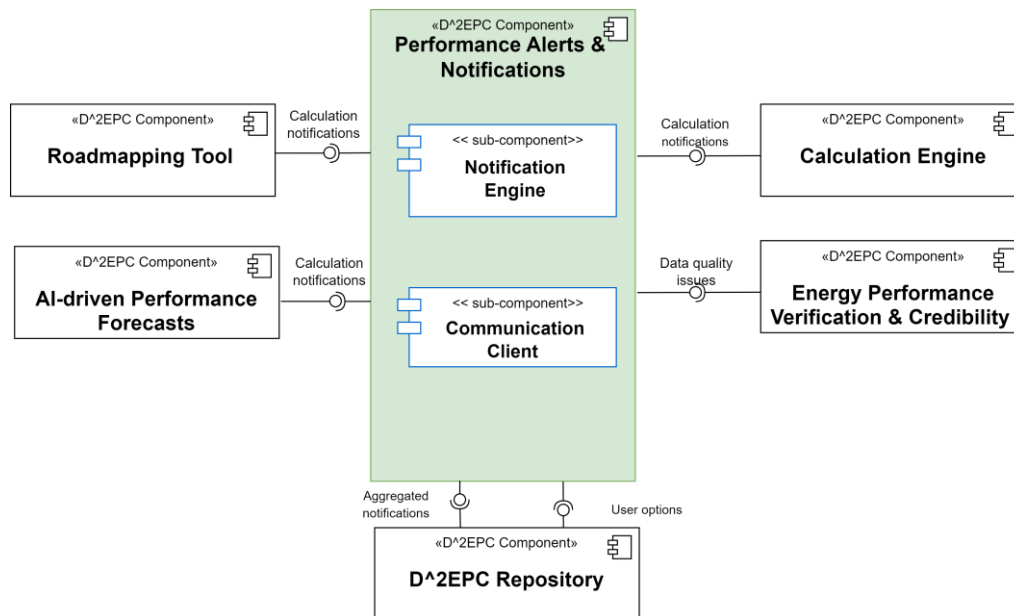 «D^2EPC Component»
Performance Alerts &
Notifications
«D^2EPC Component»
Roadmapping Tool
Calculation
notifications
<< sub-component>>
Notification
Engine
Calculation
notifications
«D^2EPC Component»
Calculation Engine
«D^2EPC Component»
AI-driven Performance
Forecasts
Calculation
notifications
<< sub-component>>
Communication
Client
Data quality
issues
«D^2EPC Component»
Energy Performance
Verification & Credibility
Aggregated
notifications
User options
«D^2EPC Component»
D^2EPC Repository